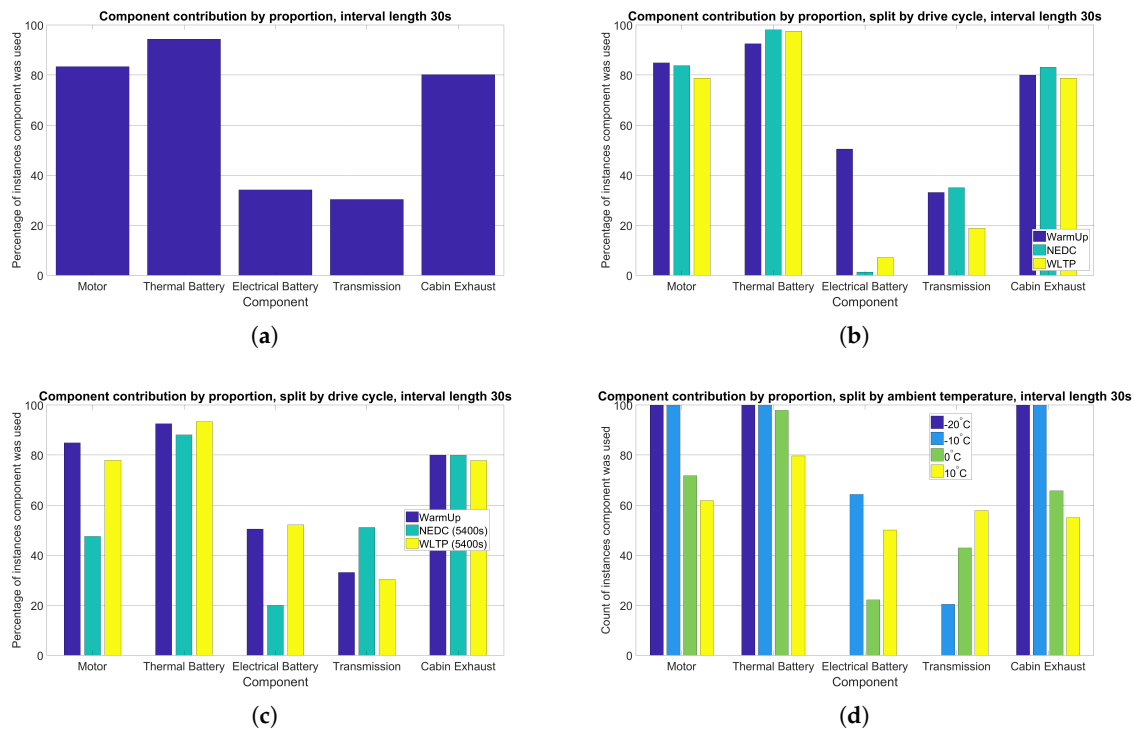 Component contribution by proportion, interval length 30s
100
80
60
40
20
0
Percentage of instances component was used
Motor Thermal Battery Electrical Battery Transmission Cabin Exhaust
Component
(a)
Component contribution by proportion, split by drive cycle, interval length 30s
100
80
60
40
20
0
Percentage of instances component was used
WarmUp
NEDC
WLTP
Motor Thermal Battery Electrical Battery Transmission Cabin Exhaust
Component
(b)
Component contribution by proportion, split by drive cycle, interval length 30s
100
80
60
40
20
0
Percentage of instances component was used
WarmUp
NEDC (5400s)
WLTP (5400s)
Motor Thermal Battery Electrical Battery Transmission Cabin Exhaust
Component
(c)
Component contribution by proportion, split by ambient temperature, interval length 30s
100
80
60
40
20
0
Count of instances component was used
-20°C
-10°C
0°C
10°C
Motor Thermal Battery Electrical Battery Transmission Cabin Exhaust
Component
(d)